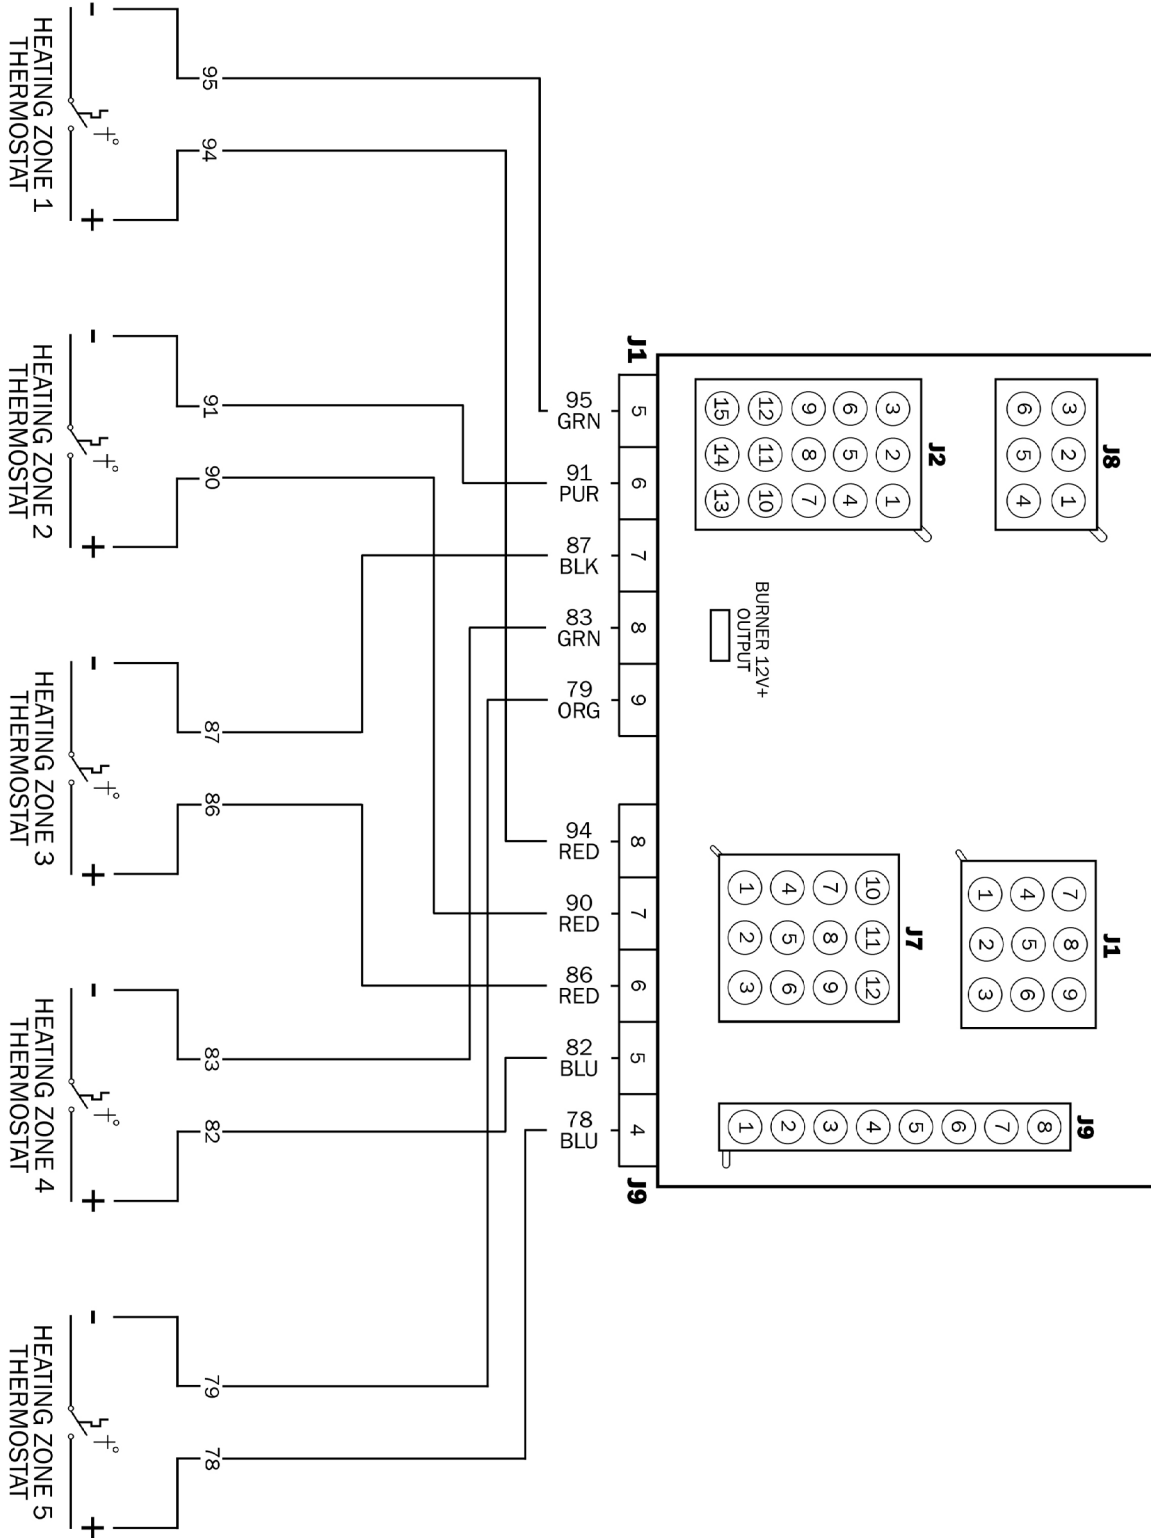 HEATING ZONE 1
THERMOSTAT
-
+
95
94
HEATING ZONE 2
THERMOSTAT
-
+
91
90
HEATING ZONE 3
THERMOSTAT
-
+
87
86
HEATING ZONE 4
THERMOSTAT
-
+
83
82
HEATING ZONE 5
THERMOSTAT
-
+
79
78
J1
95
GRN
5
91
PUR
6
87
BLK
7
83
GRN
8
79
ORG
9
94
RED
8
90
RED
7
86
RED
6
82
BLU
5
78
BLU
4
J9
J8
3 2 1
6 5 4
J2
3 2 1
6 5 4
9 8 7
12 11 10
15 14 13
BURNER 12V+
OUTPUT
J1
7 8 9
4 5 6
1 2 3
J7
10 11 12
7 8 9
4 5 6
1 2 3
J9
8
7
6
5
4
3
2
1